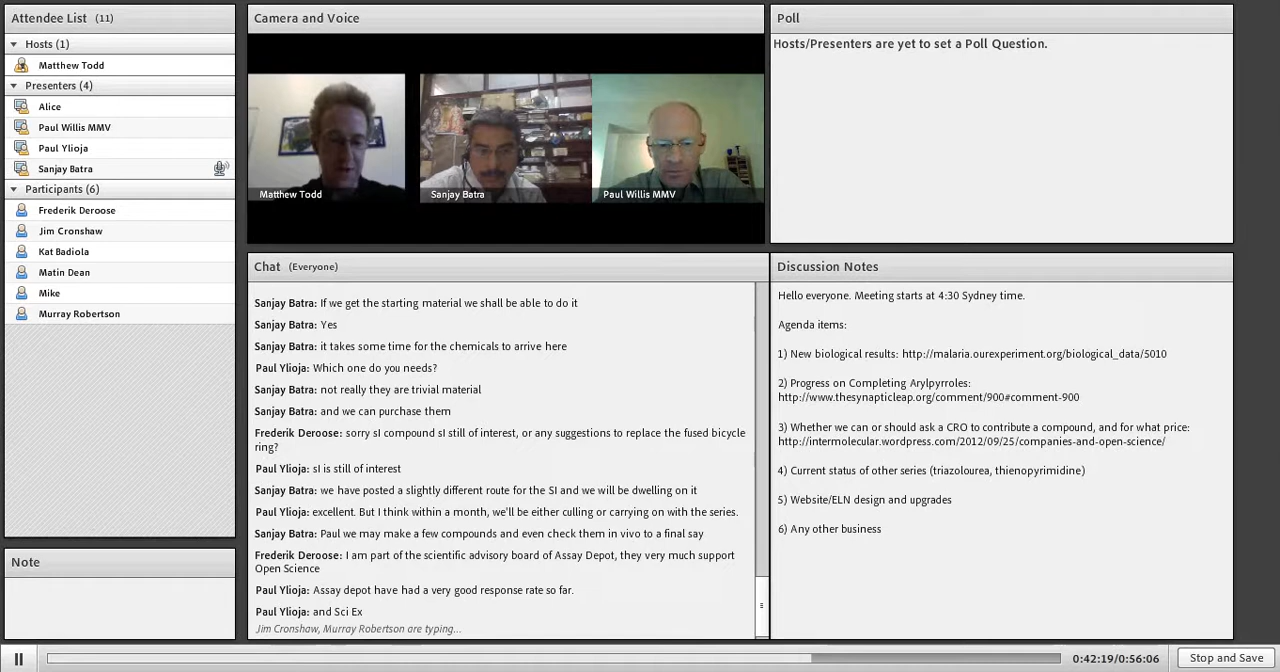 Attendee List (11)
Hosts (1)
Matthew Todd
Presenters (4)
Alice
Paul Willis MMV
Paul Ylioja
Sanjay Batra
Participants (6)
Frederik Deroose
Jim Cronshaw
Kat Badiola
Matin Dean
Mike
Murray Robertson
Note
Camera and Voice
Matthew Todd
Sanjay Batra
Paul Willis MMV
Chat (Everyone)
Sanjay Batra: If we get the starting material we shall be able to do it
Sanjay Batra: Yes
Sanjay Batra: it takes some time for the chemicals to arrive here
Paul Ylioja: Which one do you needs?
Sanjay Batra: not really they are trivial material
Sanjay Batra: and we can purchase them
Frederik Deroose: sorry sI compound sI still of interest, or any suggestions to replace the fused bicycle
ring?
Paul Ylioja: sI is still of interest
Sanjay Batra: we have posted a slightly different route for the SI and we will be dwelling on it
Paul Ylioja: excellent. But I think within a month, we'll be either culling or carrying on with the series.
Sanjay Batra: Paul we may make a few compounds and even check them in vivo to a final say
Frederik Deroose: I am part of the scientific advisory board of Assay Depot, they very much support
Open Science
Paul Ylioja: Assay depot have had a very good response rate so far.
Paul Ylioja: and Sci Ex
Jim Cronshaw, Murray Robertson are typing...
Poll
Hosts/Presenters are yet to set a Poll Question.
Discussion Notes
Hello everyone. Meeting starts at 4:30 Sydney time.
Agenda items:
1) New biological results: http://malaria.ourexperiment.org/biological_data/5010
2) Progress on Completing Arylpyrroles:
http://www.thesynapticleap.org/comment/900#comment-900
3) Whether we can or should ask a CRO to contribute a compound, and for what price:
http://intermolecular.wordpress.com/2012/09/25/companies-and-open-science/
4) Current status of other series (triazolourea, thienopyrimidine)
5) Website/ELN design and upgrades
6) Any other business
0:42:19/0:56:06
Stop and Save